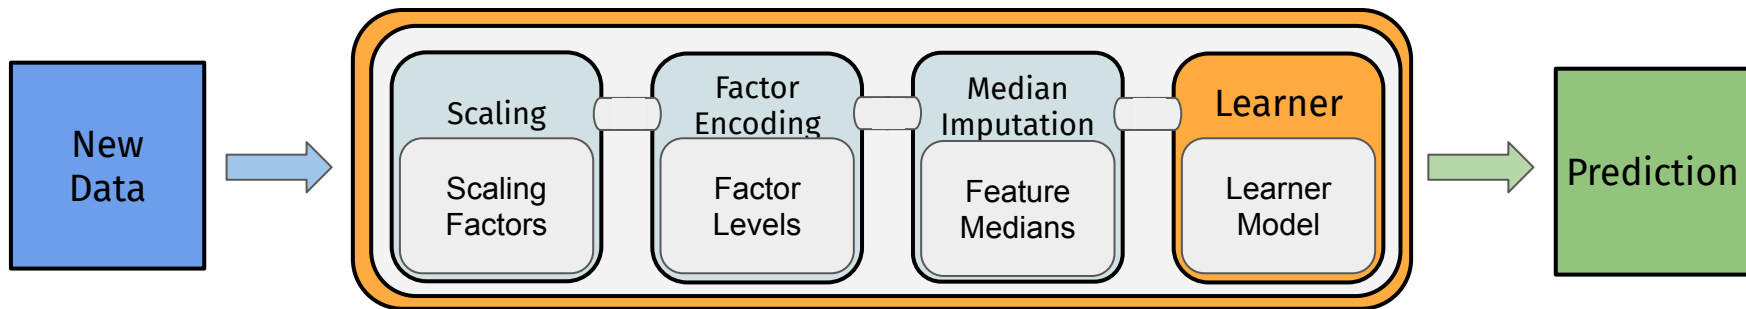 New
Data
Scaling
Scaling
Factors
Factor
Encoding
Factor
Levels
Median
Imputation
Feature
Medians
Learner
Learner
Model
Prediction